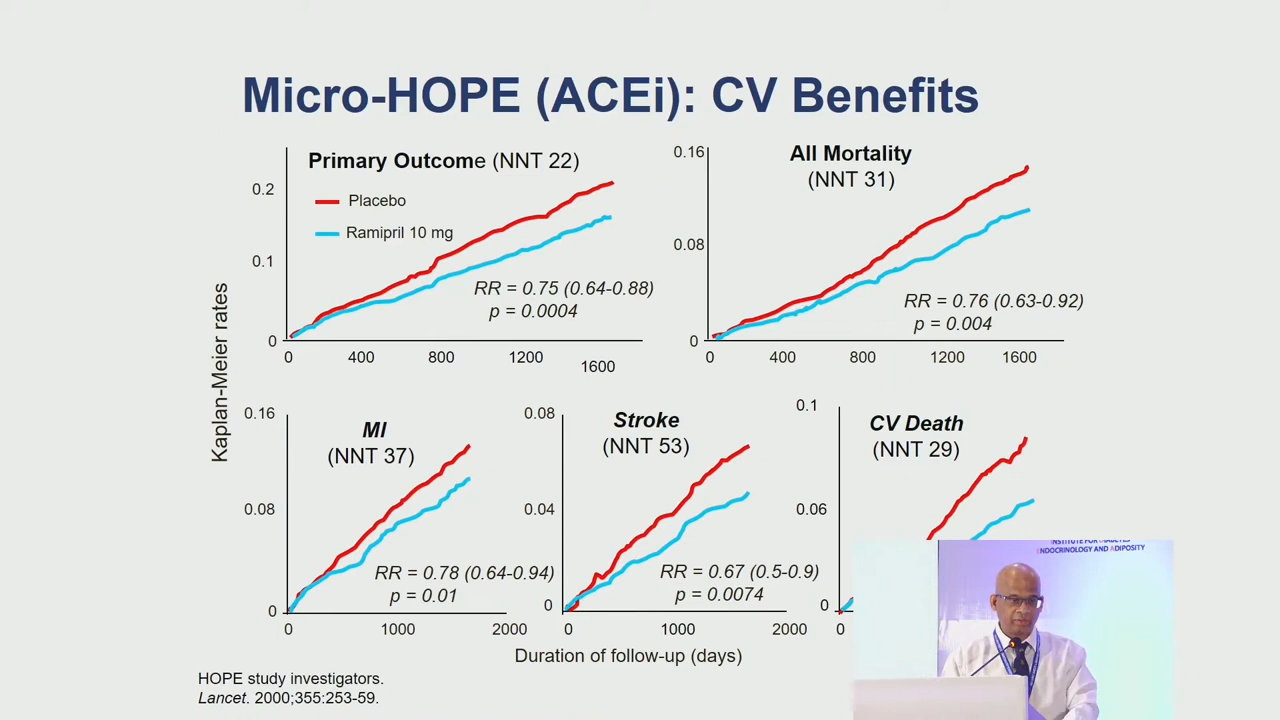 Micro-HOPE (ACEi): CV Benefits
Primary Outcome (NNT 22)
Placebo
Ramipril 10 mg
0.2
0.1
0
RR = 0.75 (0.64-0.88)
p = 0.0004
0 400 800 1200 1600
All Mortality
(NNT 31)
0.16
0.08
0
RR = 0.76 (0.63-0.92)
p = 0.004
0 400 800 1200 1600
Kaplan-Meier rates
MI
(NNT 37)
0.16
0.08
0
RR = 0.78 (0.64-0.94)
p = 0.01
0 1000 2000
Stroke
(NNT 53)
0.08
0.04
0
RR = 0.67 (0.5-0.9)
p = 0.0074
0 1000 2000
CV Death
(NNT 29)
0.1
0.06
0
0
Duration of follow-up (days)
INSTITUTE FOR DIABETES
ENDOCRINOLOGY AND ADIPOSITY
HOPE study investigators.
Lancet. 2000;355:253-59.